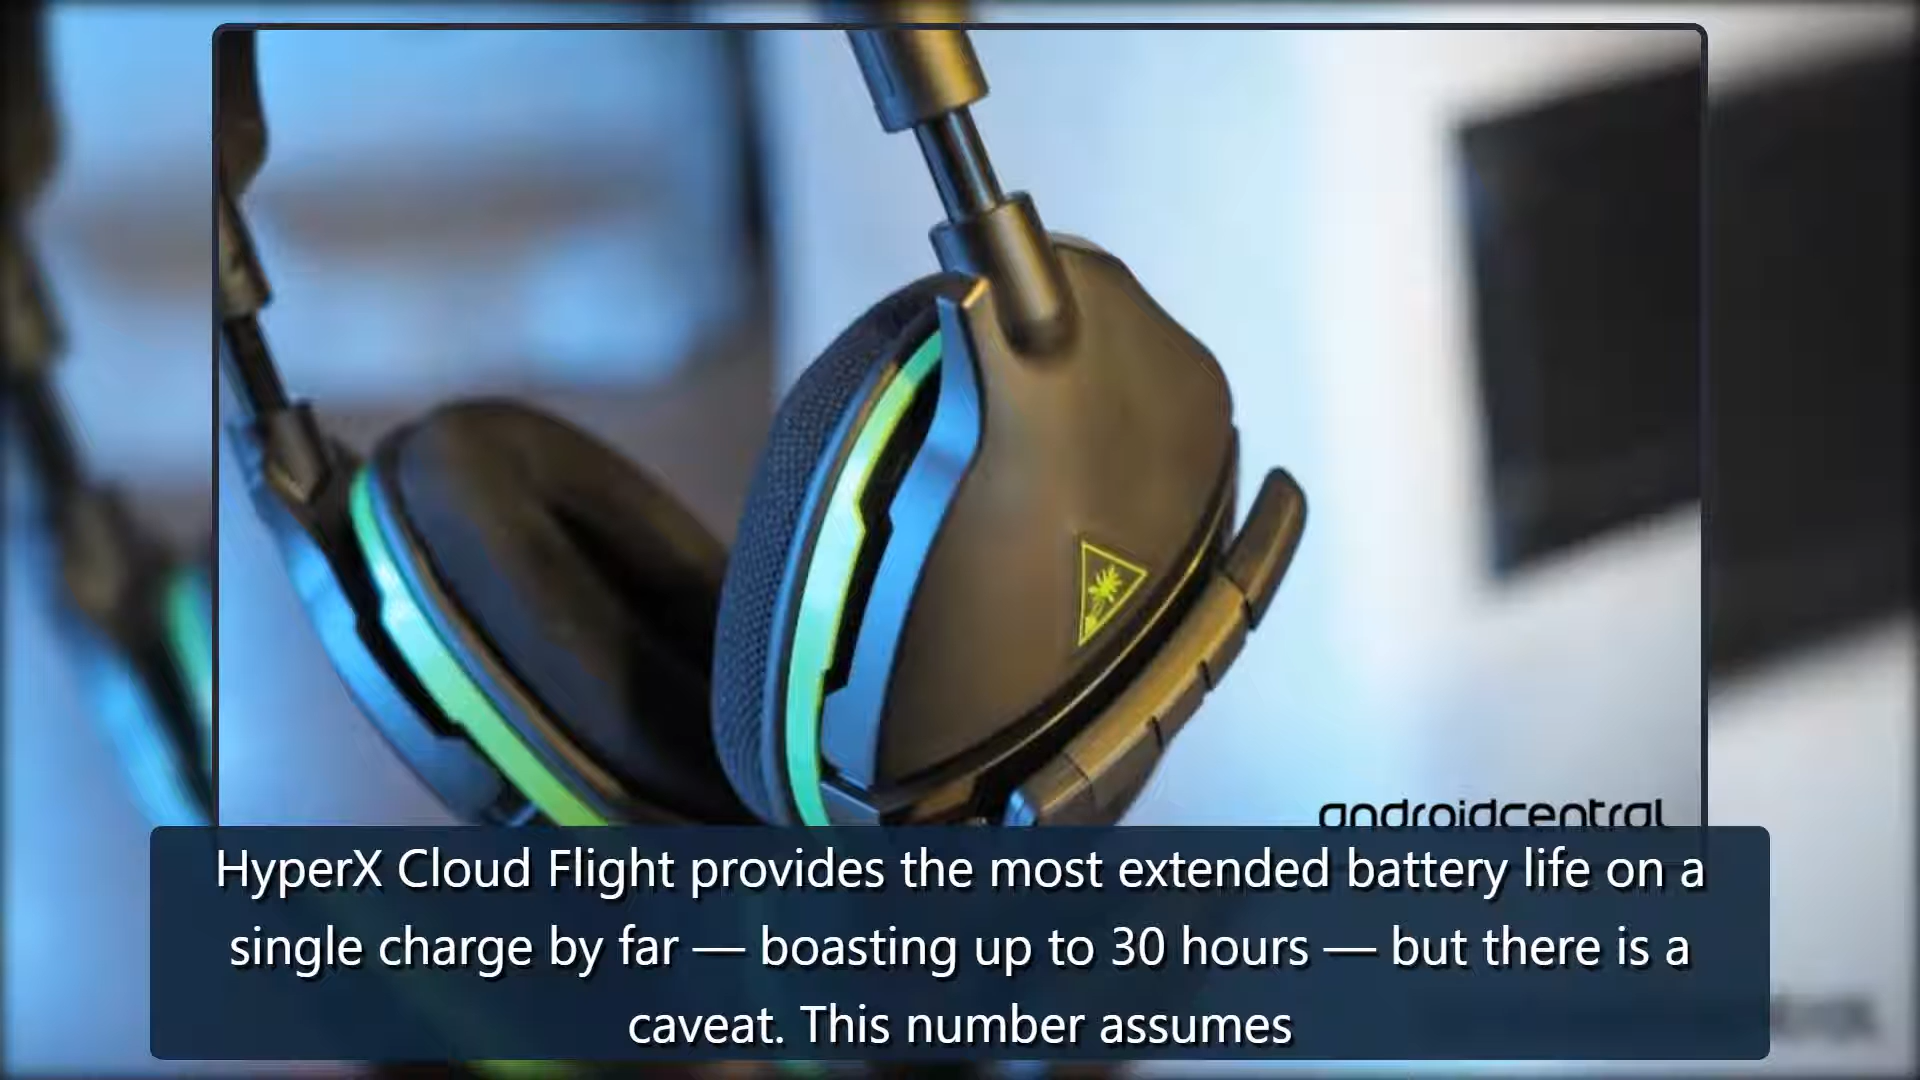 androidcentral
HyperX Cloud Flight provides the most extended battery life on a
single charge by far — boasting up to 30 hours — but there is a
caveat. This number assumes